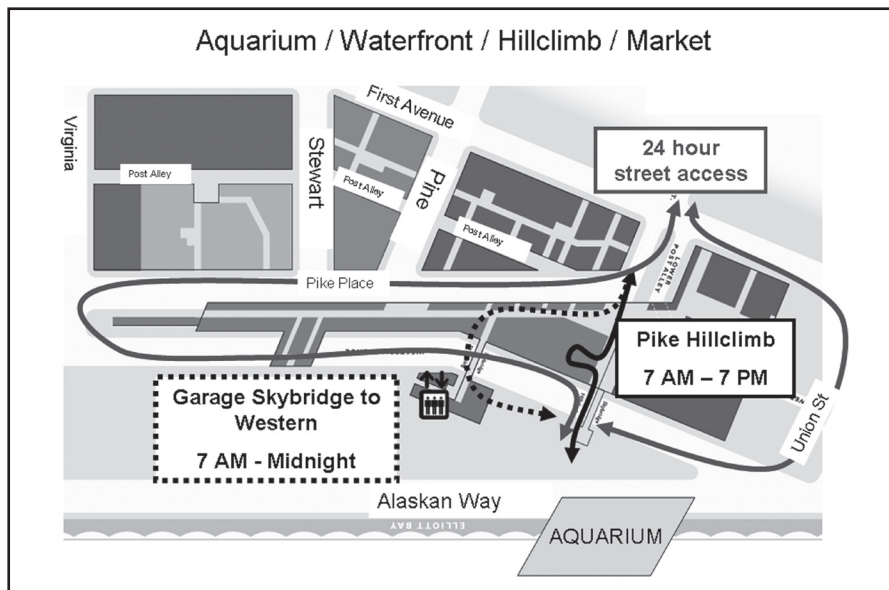 Aquarium / Waterfront / Hillclimb / Market
First Avenue
Virginia
Stewart
Pine
24 hour
street access
Post Alley
Post Alley
Post Alley
LOWER
POST ALLEY
Pike Place
Pike Hillclimb
7 AM – 7 PM
Garage Skybridge to
Western
7 AM - Midnight
Skybridge
Union St
Alaskan Way
ELLIOTT BAY
AQUARIUM